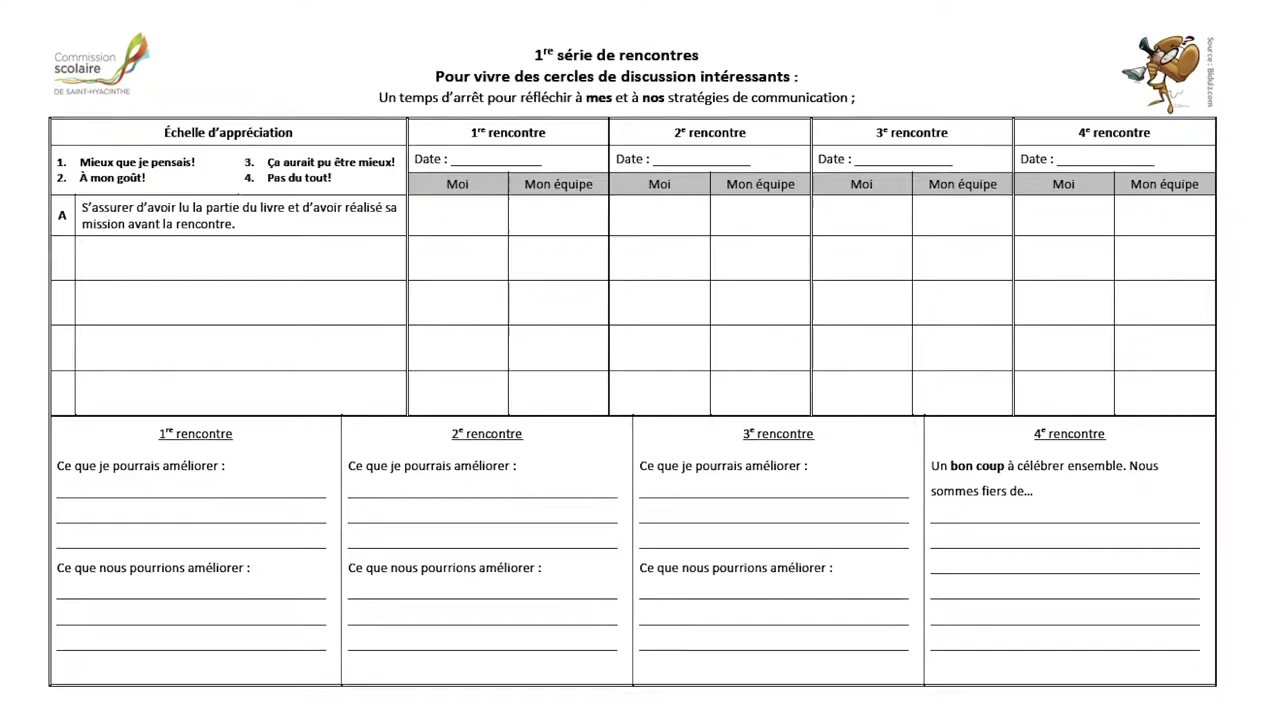 Commission
scolaire
DE SAINT-HYACINTHE
1re série de rencontres
Pour vivre des cercles de discussion intéressants :
Un temps d'arrêt pour réfléchir à mes et à nos stratégies de communication ;
Source : Bidulz.com
Échelle d'appréciation
1. Mieux que je pensais!
2. À mon goût!
3. Ça aurait pu être mieux!
4. Pas du tout!
1re rencontre
2e rencontre
3e rencontre
4e rencontre
Date : ____________
Date : ____________
Date : ____________
Date : ____________
Moi
Mon équipe
Moi
Mon équipe
Moi
Mon équipe
Moi
Mon équipe
A
S'assurer d'avoir lu la partie du livre et d'avoir réalisé sa
mission avant la rencontre.
1re rencontre
Ce que je pourrais améliorer :
Ce que nous pourrions améliorer :
2e rencontre
Ce que je pourrais améliorer :
Ce que nous pourrions améliorer :
3e rencontre
Ce que je pourrais améliorer :
Ce que nous pourrions améliorer :
4e rencontre
Un bon coup à célébrer ensemble. Nous
sommes fiers de…